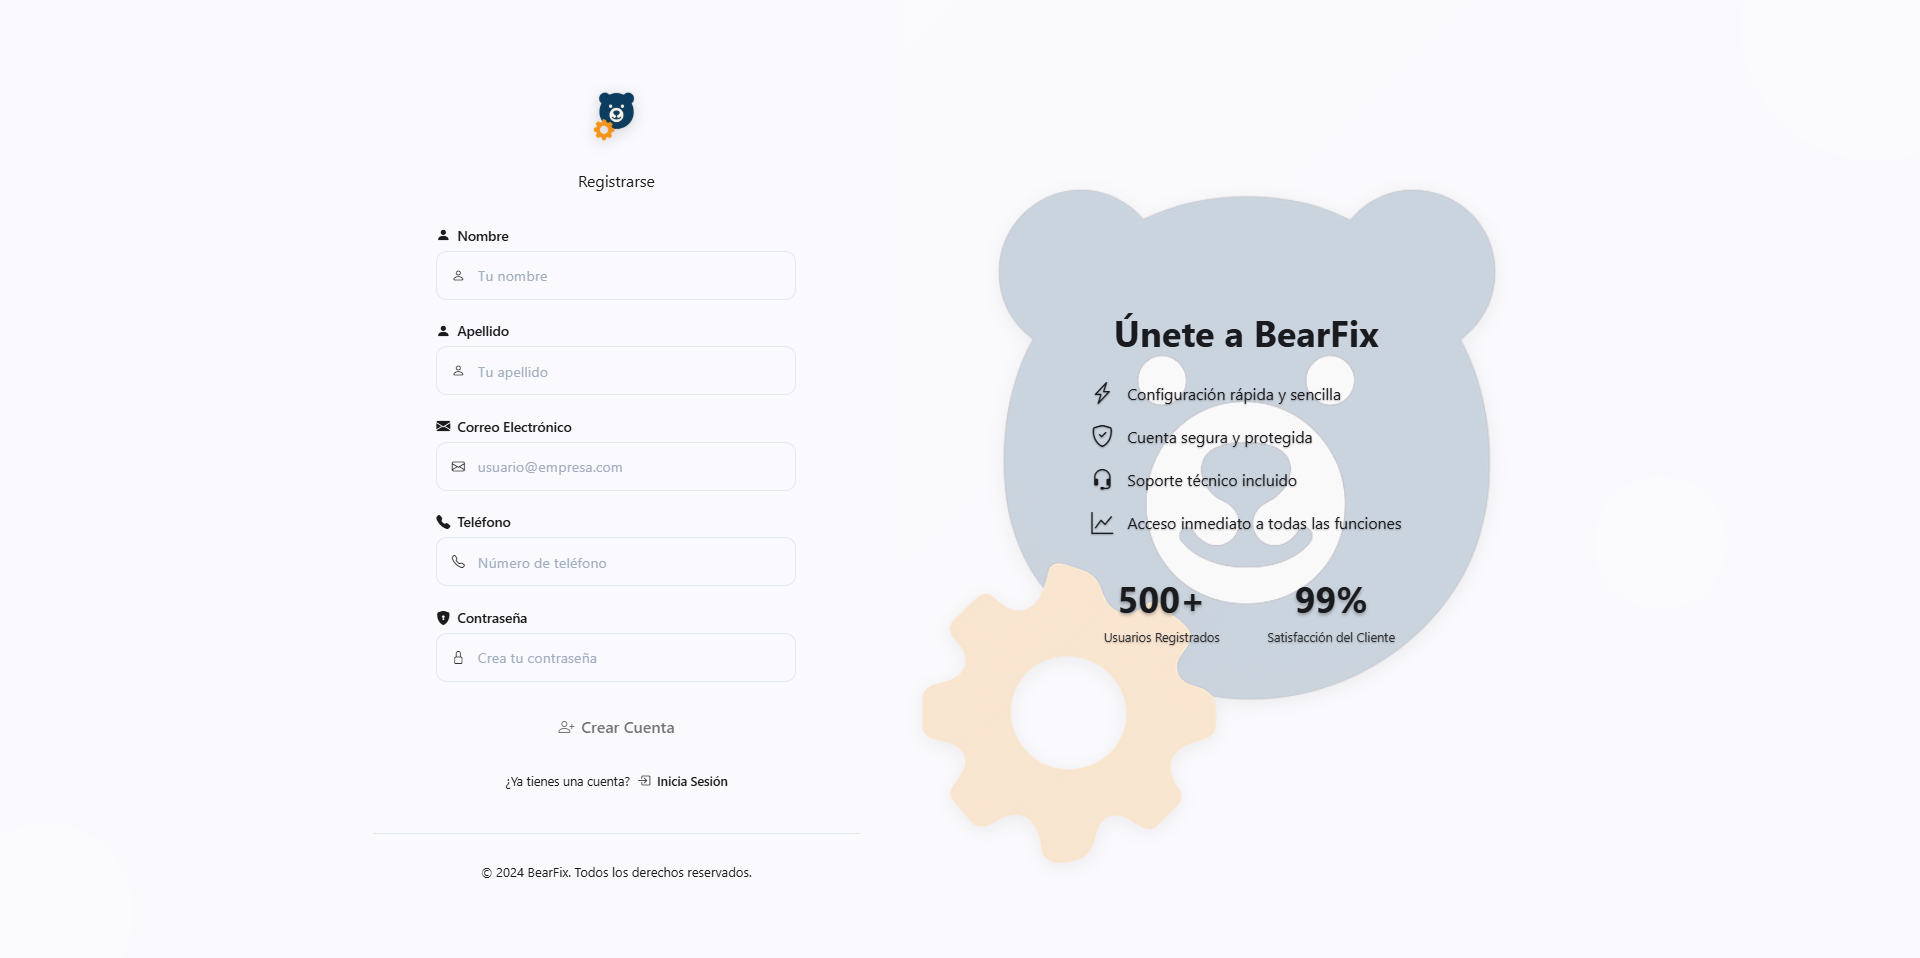 Registrarse
Nombre
Tu nombre
Apellido
Tu apellido
Correo Electrónico
usuario@empresa.com
Teléfono
Número de teléfono
Contraseña
Crea tu contraseña
Crear Cuenta
¿Ya tienes una cuenta? Inicia Sesión
© 2024 BearFix. Todos los derechos reservados.
Únete a BearFix
Configuración rápida y sencilla
Cuenta segura y protegida
Soporte técnico incluido
Acceso inmediato a todas las funciones
500+
Usuarios Registrados
99%
Satisfacción del Cliente